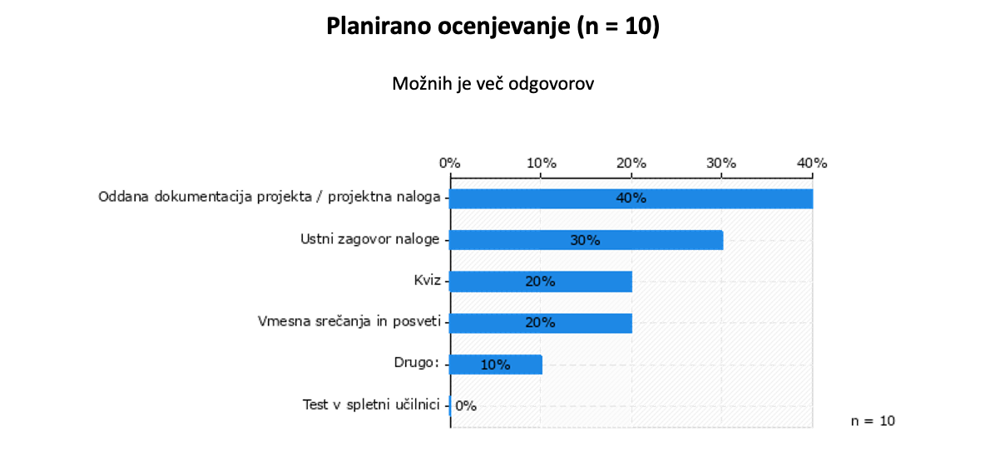 Planirano ocenjevanje (n = 10)
Možnih je več odgovorov
0% 10% 20% 30% 40%
Oddana dokumentacija projekta / projektna naloga 40%
Ustni zagovor naloge 30%
Kviz 20%
Vmesna srečanja in posveti 20%
Drugo: 10%
Test v spletni učilnici 0%
n = 10